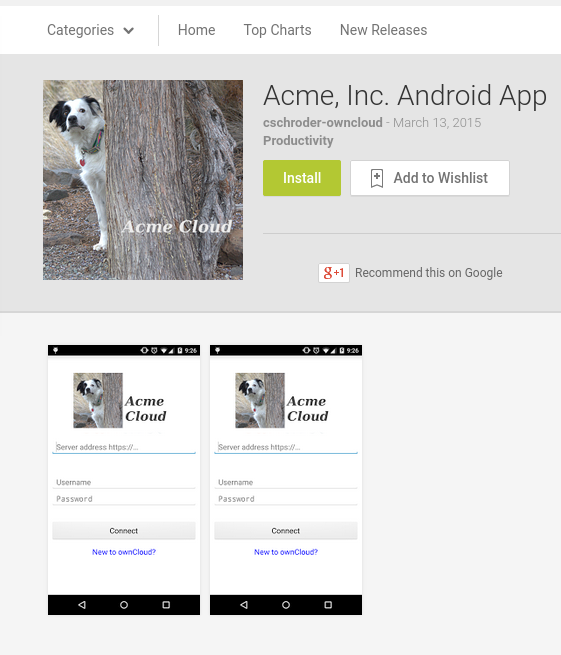 Categories Home Top Charts New Releases
Acme, Inc. Android App
cschroder-owncloud - March 13, 2015
Productivity
Install Add to Wishlist
Acme Cloud
g+1 Recommend this on Google
9:26
Acme
Cloud
Server address https://...
Username
Password
Connect
New to ownCloud?
9:26
Acme
Cloud
Server address https://...
Username
Password
Connect
New to ownCloud?